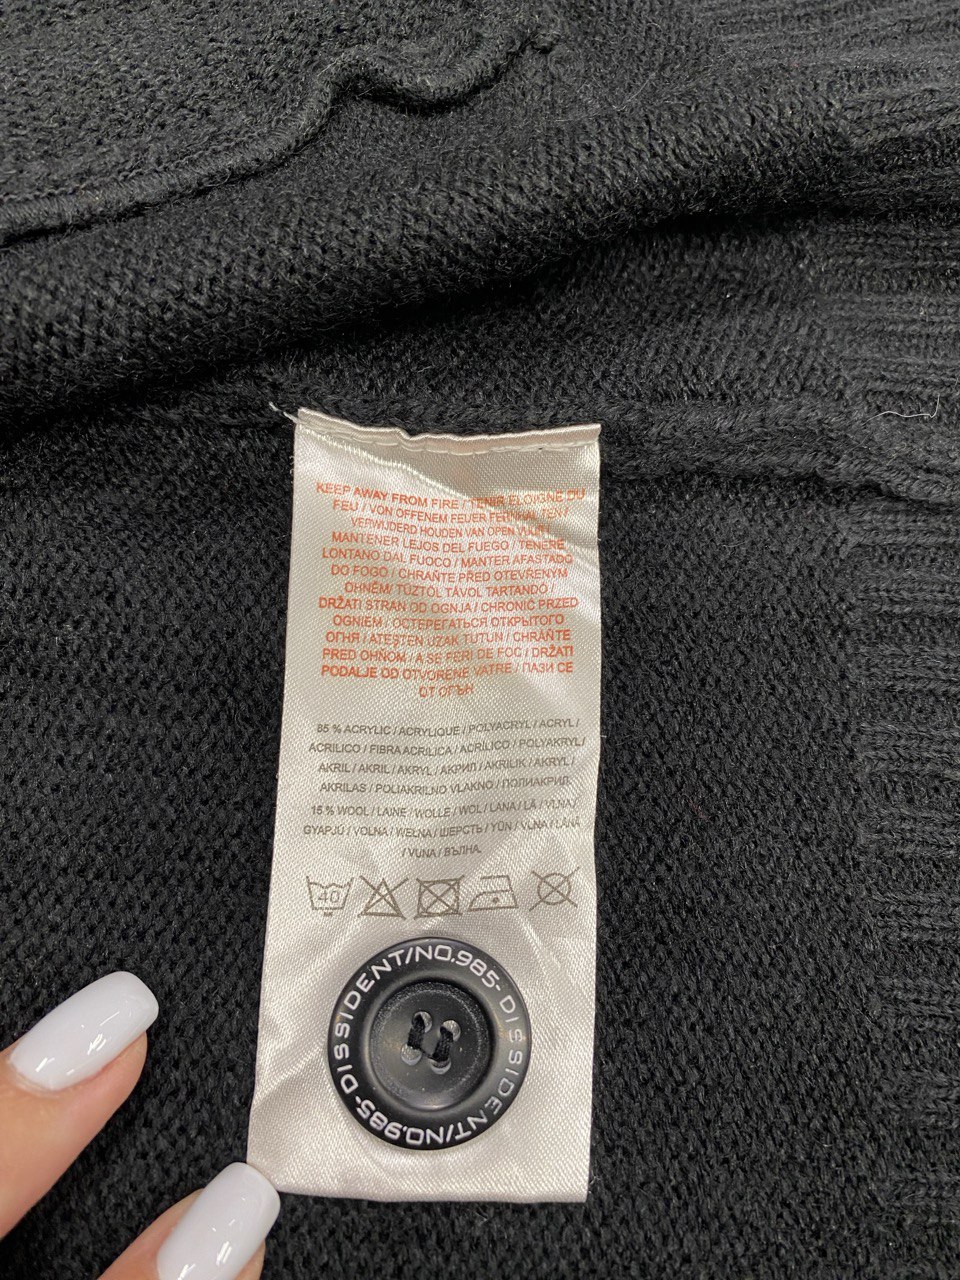 KEEP AWAY FROM FIRE / TENIR ELOIGNE DU
FEU / VON OFFENEM FEUER FERNHALTEN /
VERWIJDERD HOUDEN VAN OPEN VUUR /
MANTENER LEJOS DEL FUEGO / TENERE
LONTANO DAL FUOCO / MANTER AFASTADO
DO FOGO / CHRAŇTE PŘED OTEVŘENÝM
OHNĚM / TŰZTŐL TÁVOL TARTANDÓ /
DRŽATI STRAN OD OGNJA / CHRONIĆ PRZED
OGNIEM / ОСТЕРЕГАТЬСЯ ОТКРЫТОГО
ОГНЯ / ATEŞTEN UZAK TUTUN / CHRÁŇTE
PRED OHŇOM / A SE FERI DE FOC / DRŽATI
PODALJE OD OTVORENE VATRE / ПАЗИ СЕ
ОТ ОГЪН
85 % ACRYLIC / ACRYLIQUE / POLYACRYL / ACRYL /
ACRILICO / FIBRA ACRILICA / ACRÍLICO / POLYAKRYL /
AKRIL / AKRIL / AKRYL / АКРИЛ / AKRILIK / AKRYL /
AKRILAS / POLIAKRILNO VLAKNO / ПОЛИАКРИЛ
15 % WOOL / LAINE / WOLLE / WOL / LANA / LÃ / VLNA /
GYAPJÚ / VOLNA / WEŁNA / ШЕРСТЬ / YÜN / VLNA / LÂNĂ
/ VUNA / ВЪЛНА.
40
DISSIDENT/NO.985- DISSIDENT/NO.985-